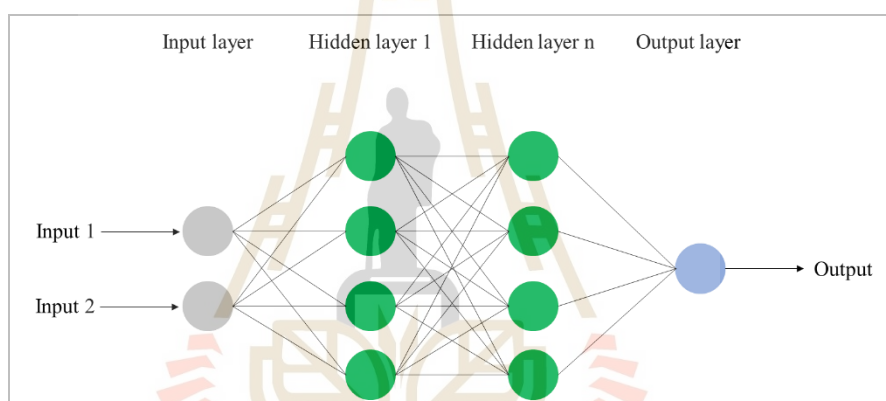 Input layer
Hidden layer 1
Hidden layer n
Output layer
Input 1
Input 2
Output